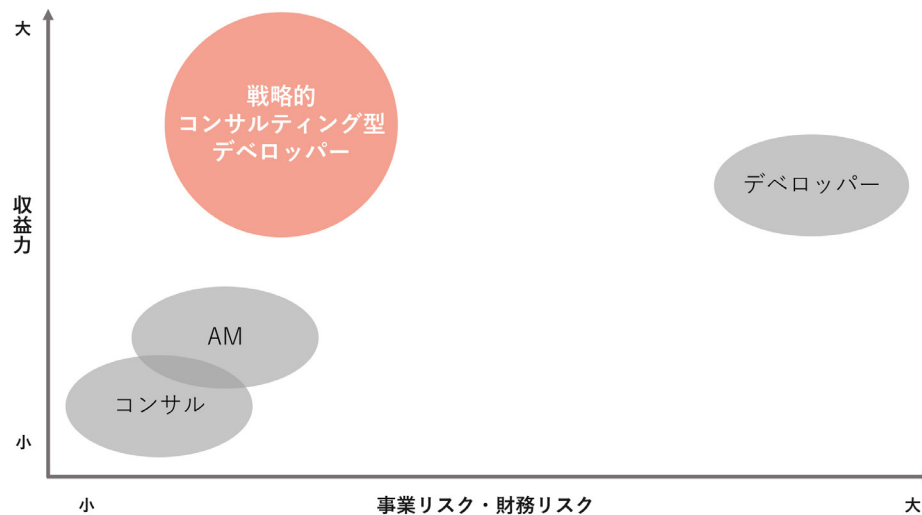 大
戦略的
コンサルティング型
デベロッパー
デベロッパー
収益力
AM
コンサル
小
小
事業リスク・財務リスク
大